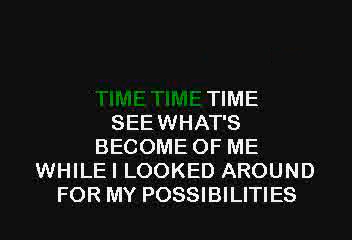 TIME TIME TIME
SEE WHAT'S
BECOME OF ME
WHILE I LOOKED AROUND
FOR MY POSSIBILITIES